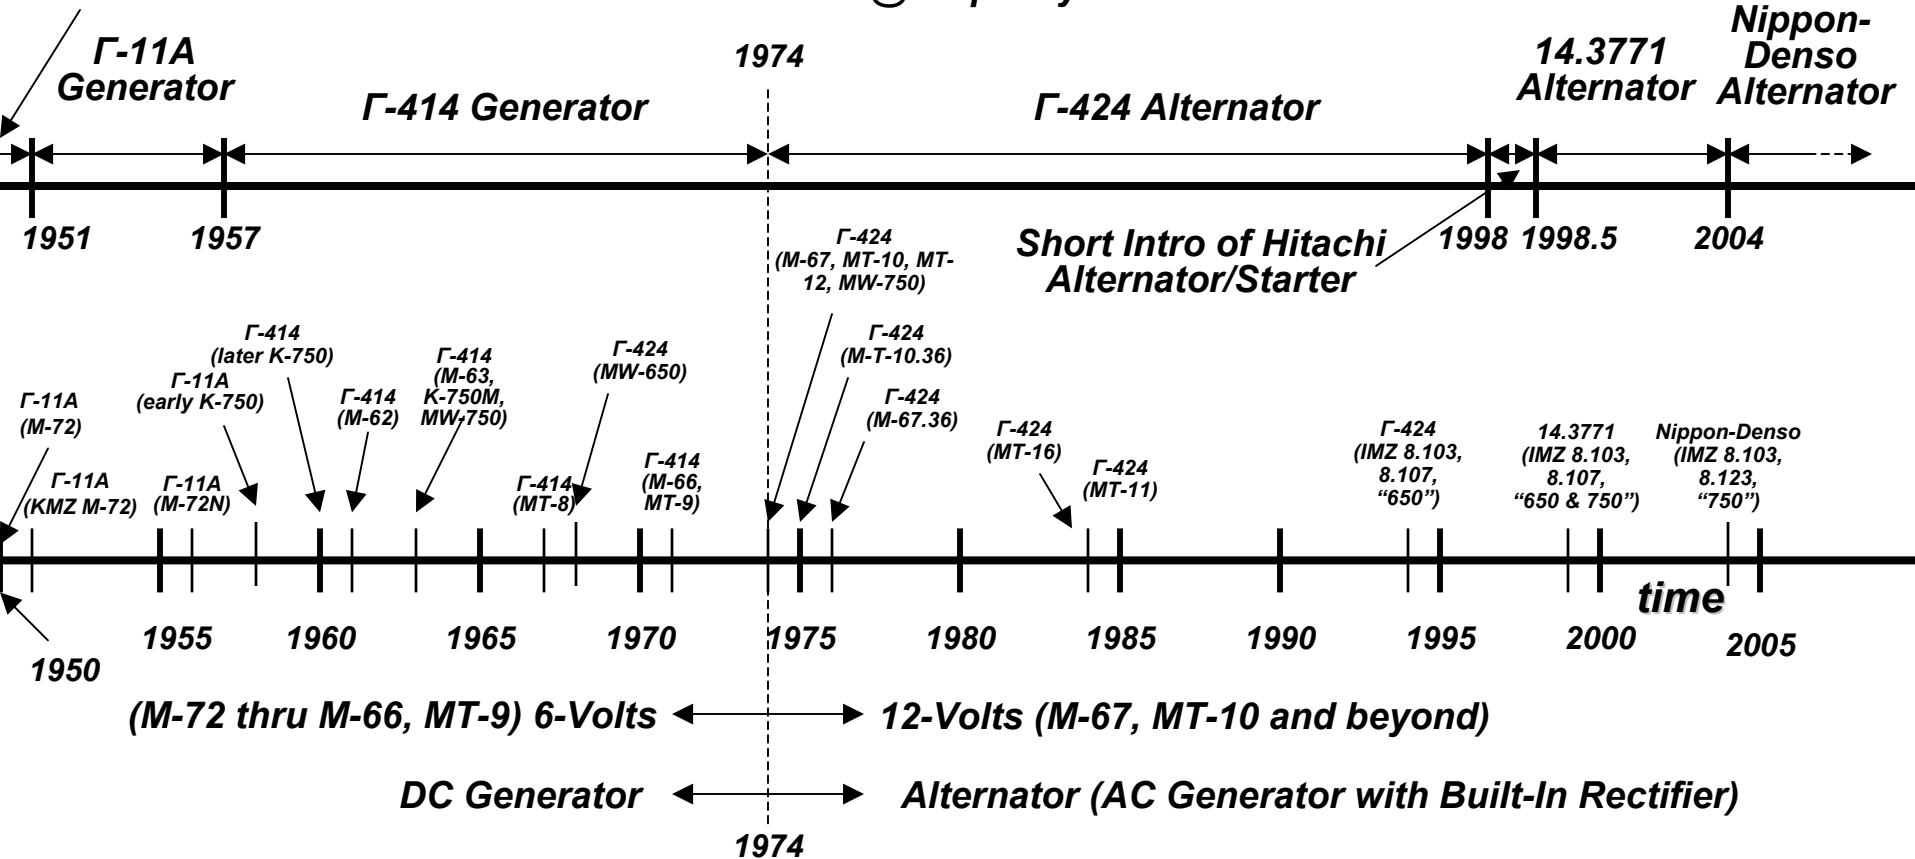 Г-11А
Generator
1974
Г-414 Generator
Г-424 Alternator
14.3771
Alternator
Nippon-
Denso
Alternator
1951
1957
1998
1998.5
2004
Short Intro of Hitachi
Alternator/Starter
Г-424
(M-67, MT-10, MT-
12, MW-750)
Г-11А
(M-72)
Г-11А
(KMZ M-72)
Г-11А
(M-72N)
Г-11А
(early K-750)
Г-414
(later K-750)
Г-414
(M-62)
Г-414
(M-63,
K-750M,
MW-750)
Г-414
(MT-8)
Г-424
(MW-650)
Г-414
(M-66,
MT-9)
Г-424
(M-T-10.36)
Г-424
(M-67.36)
Г-424
(MT-16)
Г-424
(MT-11)
Г-424
(IMZ 8.103,
8.107,
“650”)
14.3771
(IMZ 8.103,
8.107,
“650 & 750”)
Nippon-Denso
(IMZ 8.103,
8.123,
“750”)
time
1950
1955
1960
1965
1970
1975
1980
1985
1990
1995
2000
2005
(M-72 thru M-66, MT-9) 6-Volts
12-Volts (M-67, MT-10 and beyond)
DC Generator
Alternator (AC Generator with Built-In Rectifier)
1974